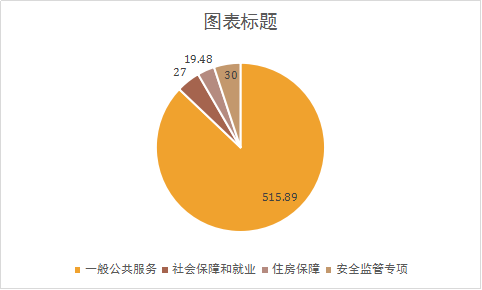 图表标题
19.48
27
30
515.89
一般公共服务 社会保障和就业 住房保障 安全监管专项